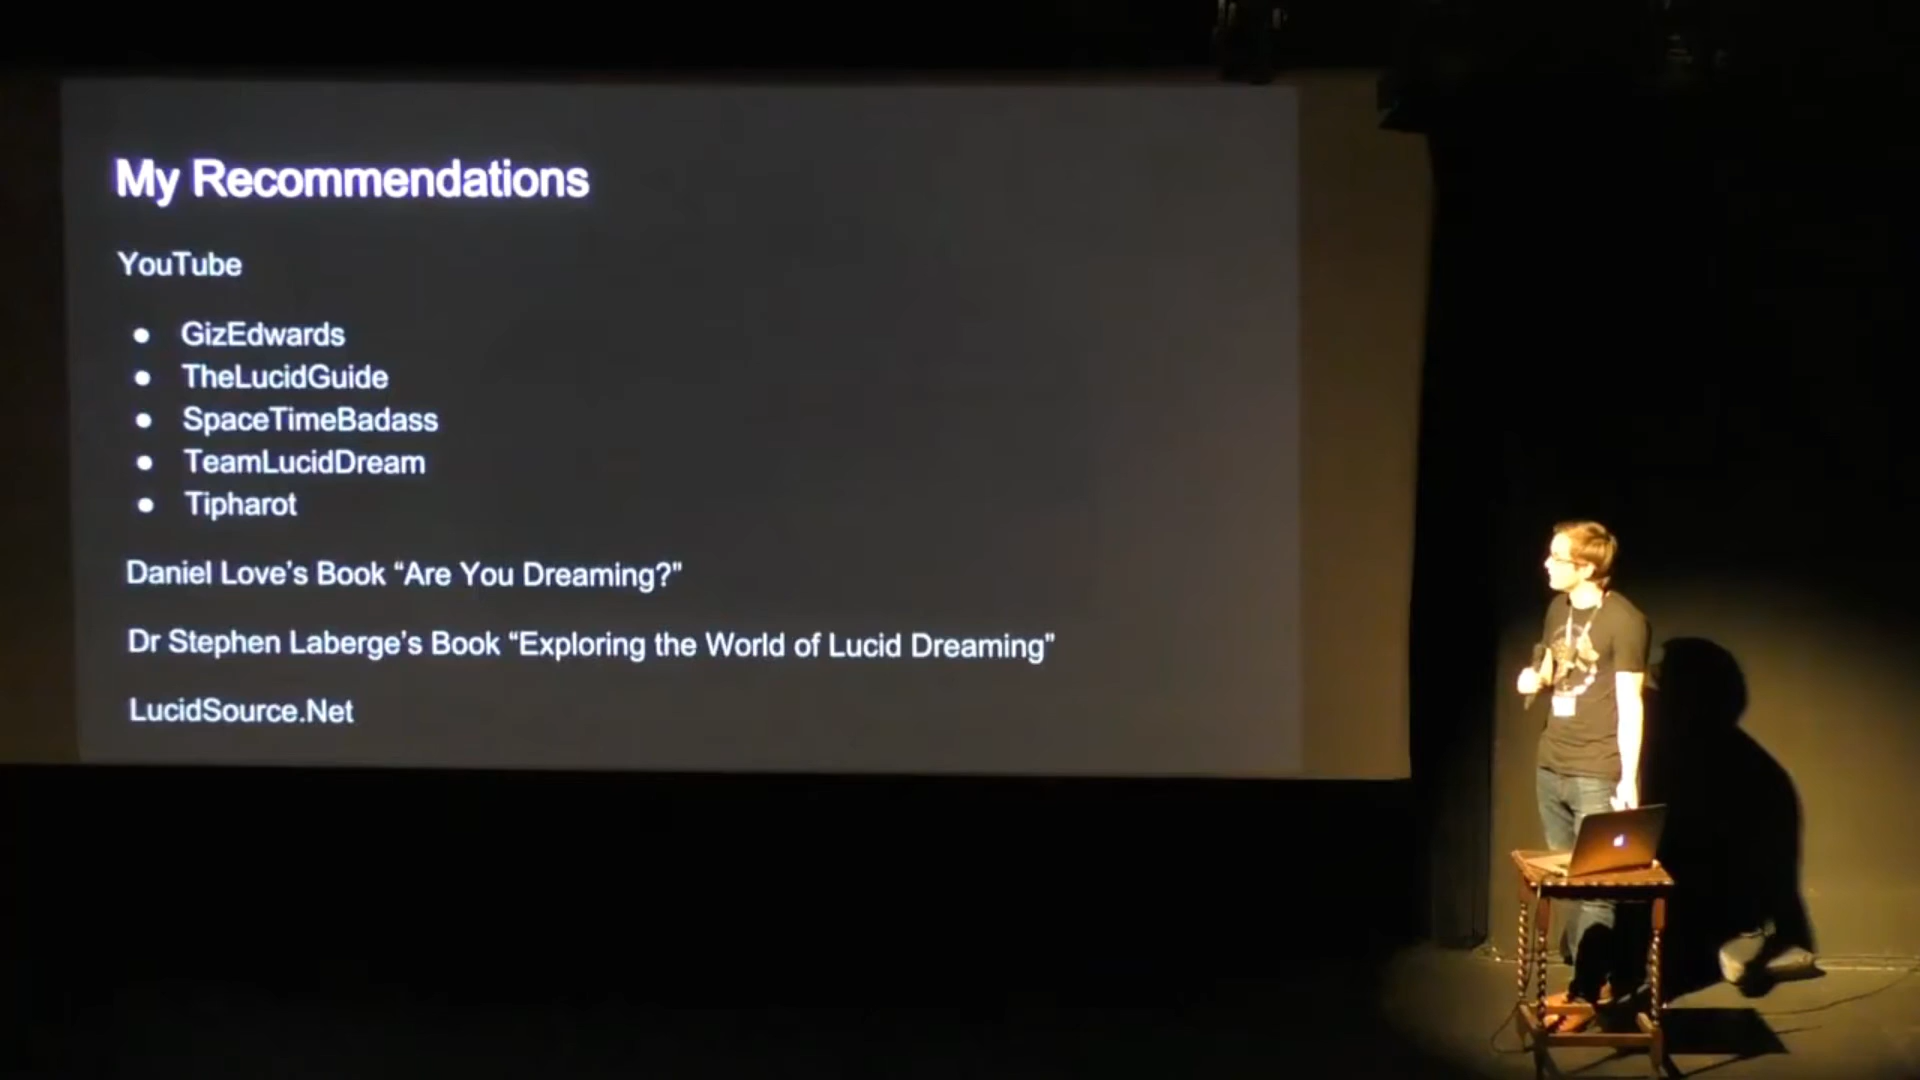 My Recommendations
YouTube
● GizEdwards
● TheLucidGuide
● SpaceTimeBadass
● TeamLucidDream
● Tipharot
Daniel Love’s Book “Are You Dreaming?”
Dr Stephen Laberge’s Book “Exploring the World of Lucid Dreaming”
LucidSource.Net